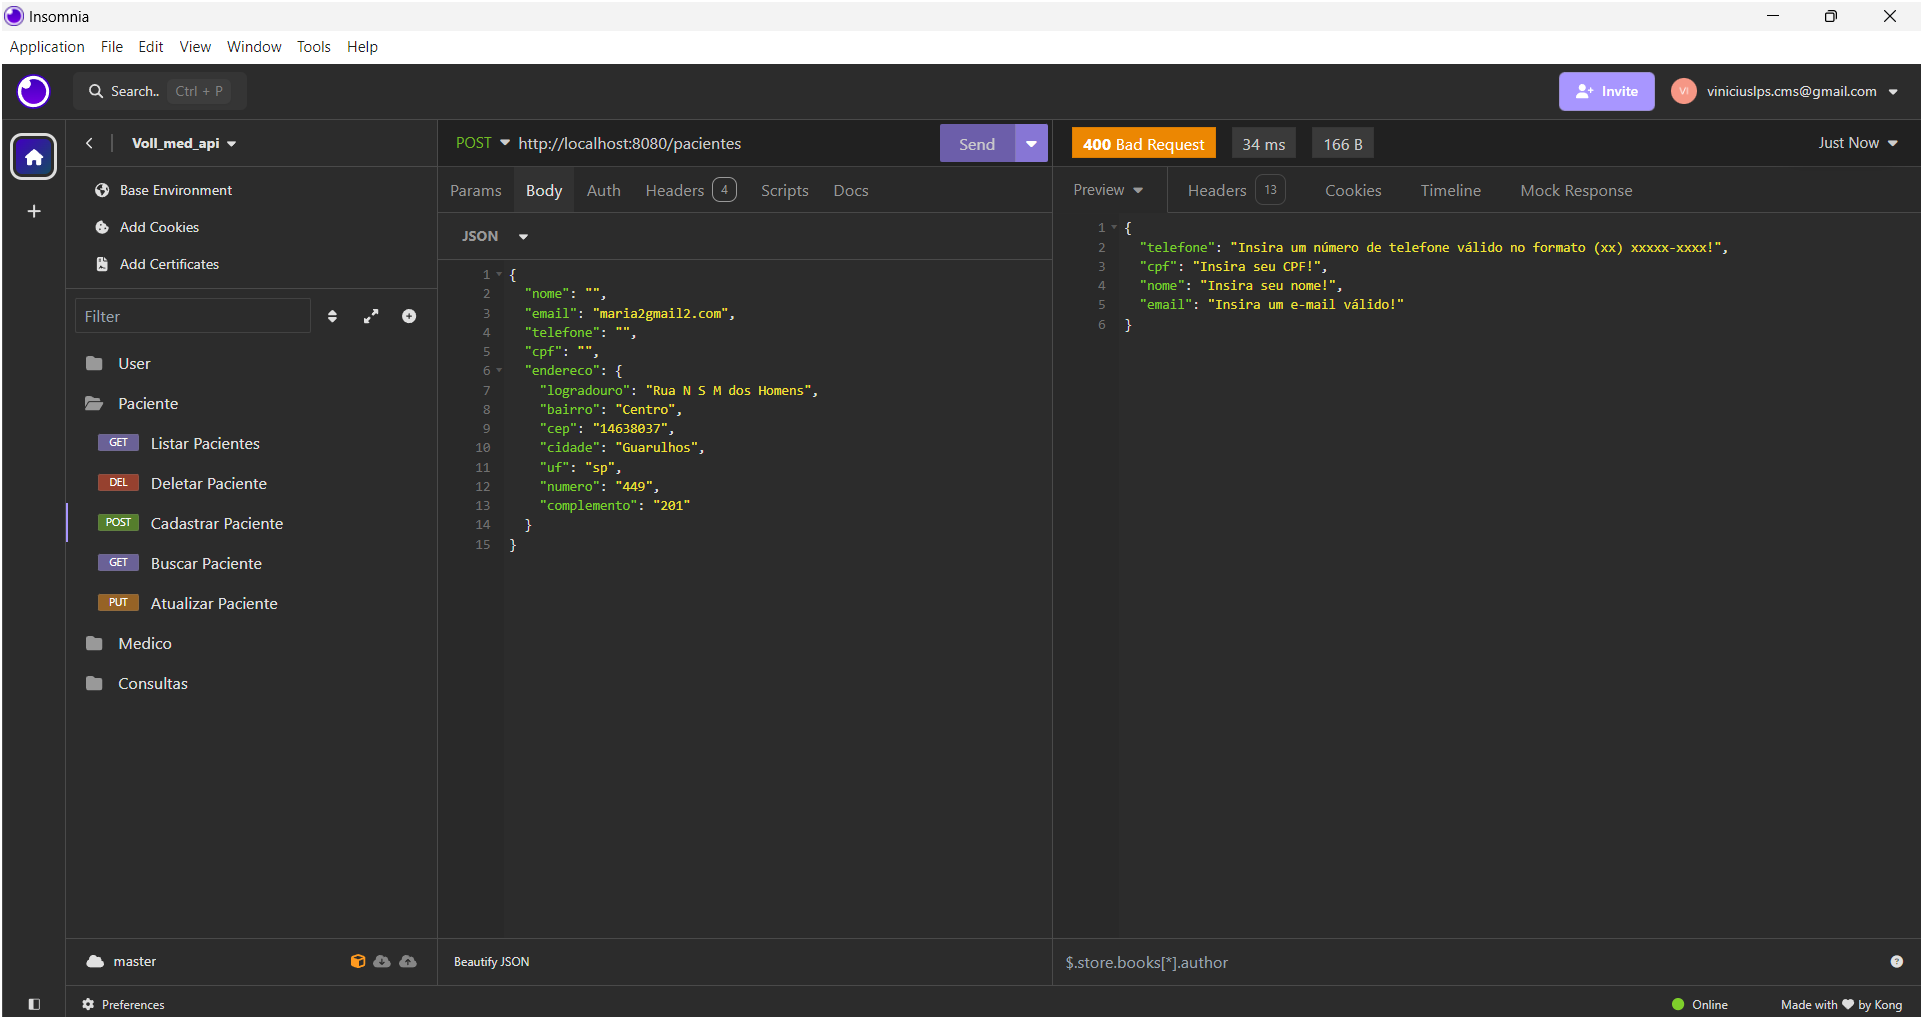 Insomnia
Application File Edit View Window Tools Help
Search.. Ctrl + P
Invite
VI viniciuslps.cms@gmail.com
Voll_med_api
Base Environment
Add Cookies
Add Certificates
Filter
User
Paciente
GET Listar Pacientes
DEL Deletar Paciente
POST Cadastrar Paciente
GET Buscar Paciente
PUT Atualizar Paciente
Medico
Consultas
master
Preferences
POST http://localhost:8080/pacientes Send
Params Body Auth Headers 4 Scripts Docs
JSON
1 {
2 "nome": "",
3 "email": "maria2gmail2.com",
4 "telefone": "",
5 "cpf": "",
6 "endereco": {
7 "logradouro": "Rua N S M dos Homens",
8 "bairro": "Centro",
9 "cep": "14638037",
10 "cidade": "Guarulhos",
11 "uf": "sp",
12 "numero": "449",
13 "complemento": "201"
14 }
15 }
Beautify JSON
400 Bad Request 34 ms 166 B Just Now
Preview Headers 13 Cookies Timeline Mock Response
1 {
2 "telefone": "Insira um número de telefone válido no formato (xx) xxxxx-xxxx!",
3 "cpf": "Insira seu CPF!",
4 "nome": "Insira seu nome!",
5 "email": "Insira um e-mail válido!"
6 }
$.store.books[*].author
Online
Made with ♥ by Kong